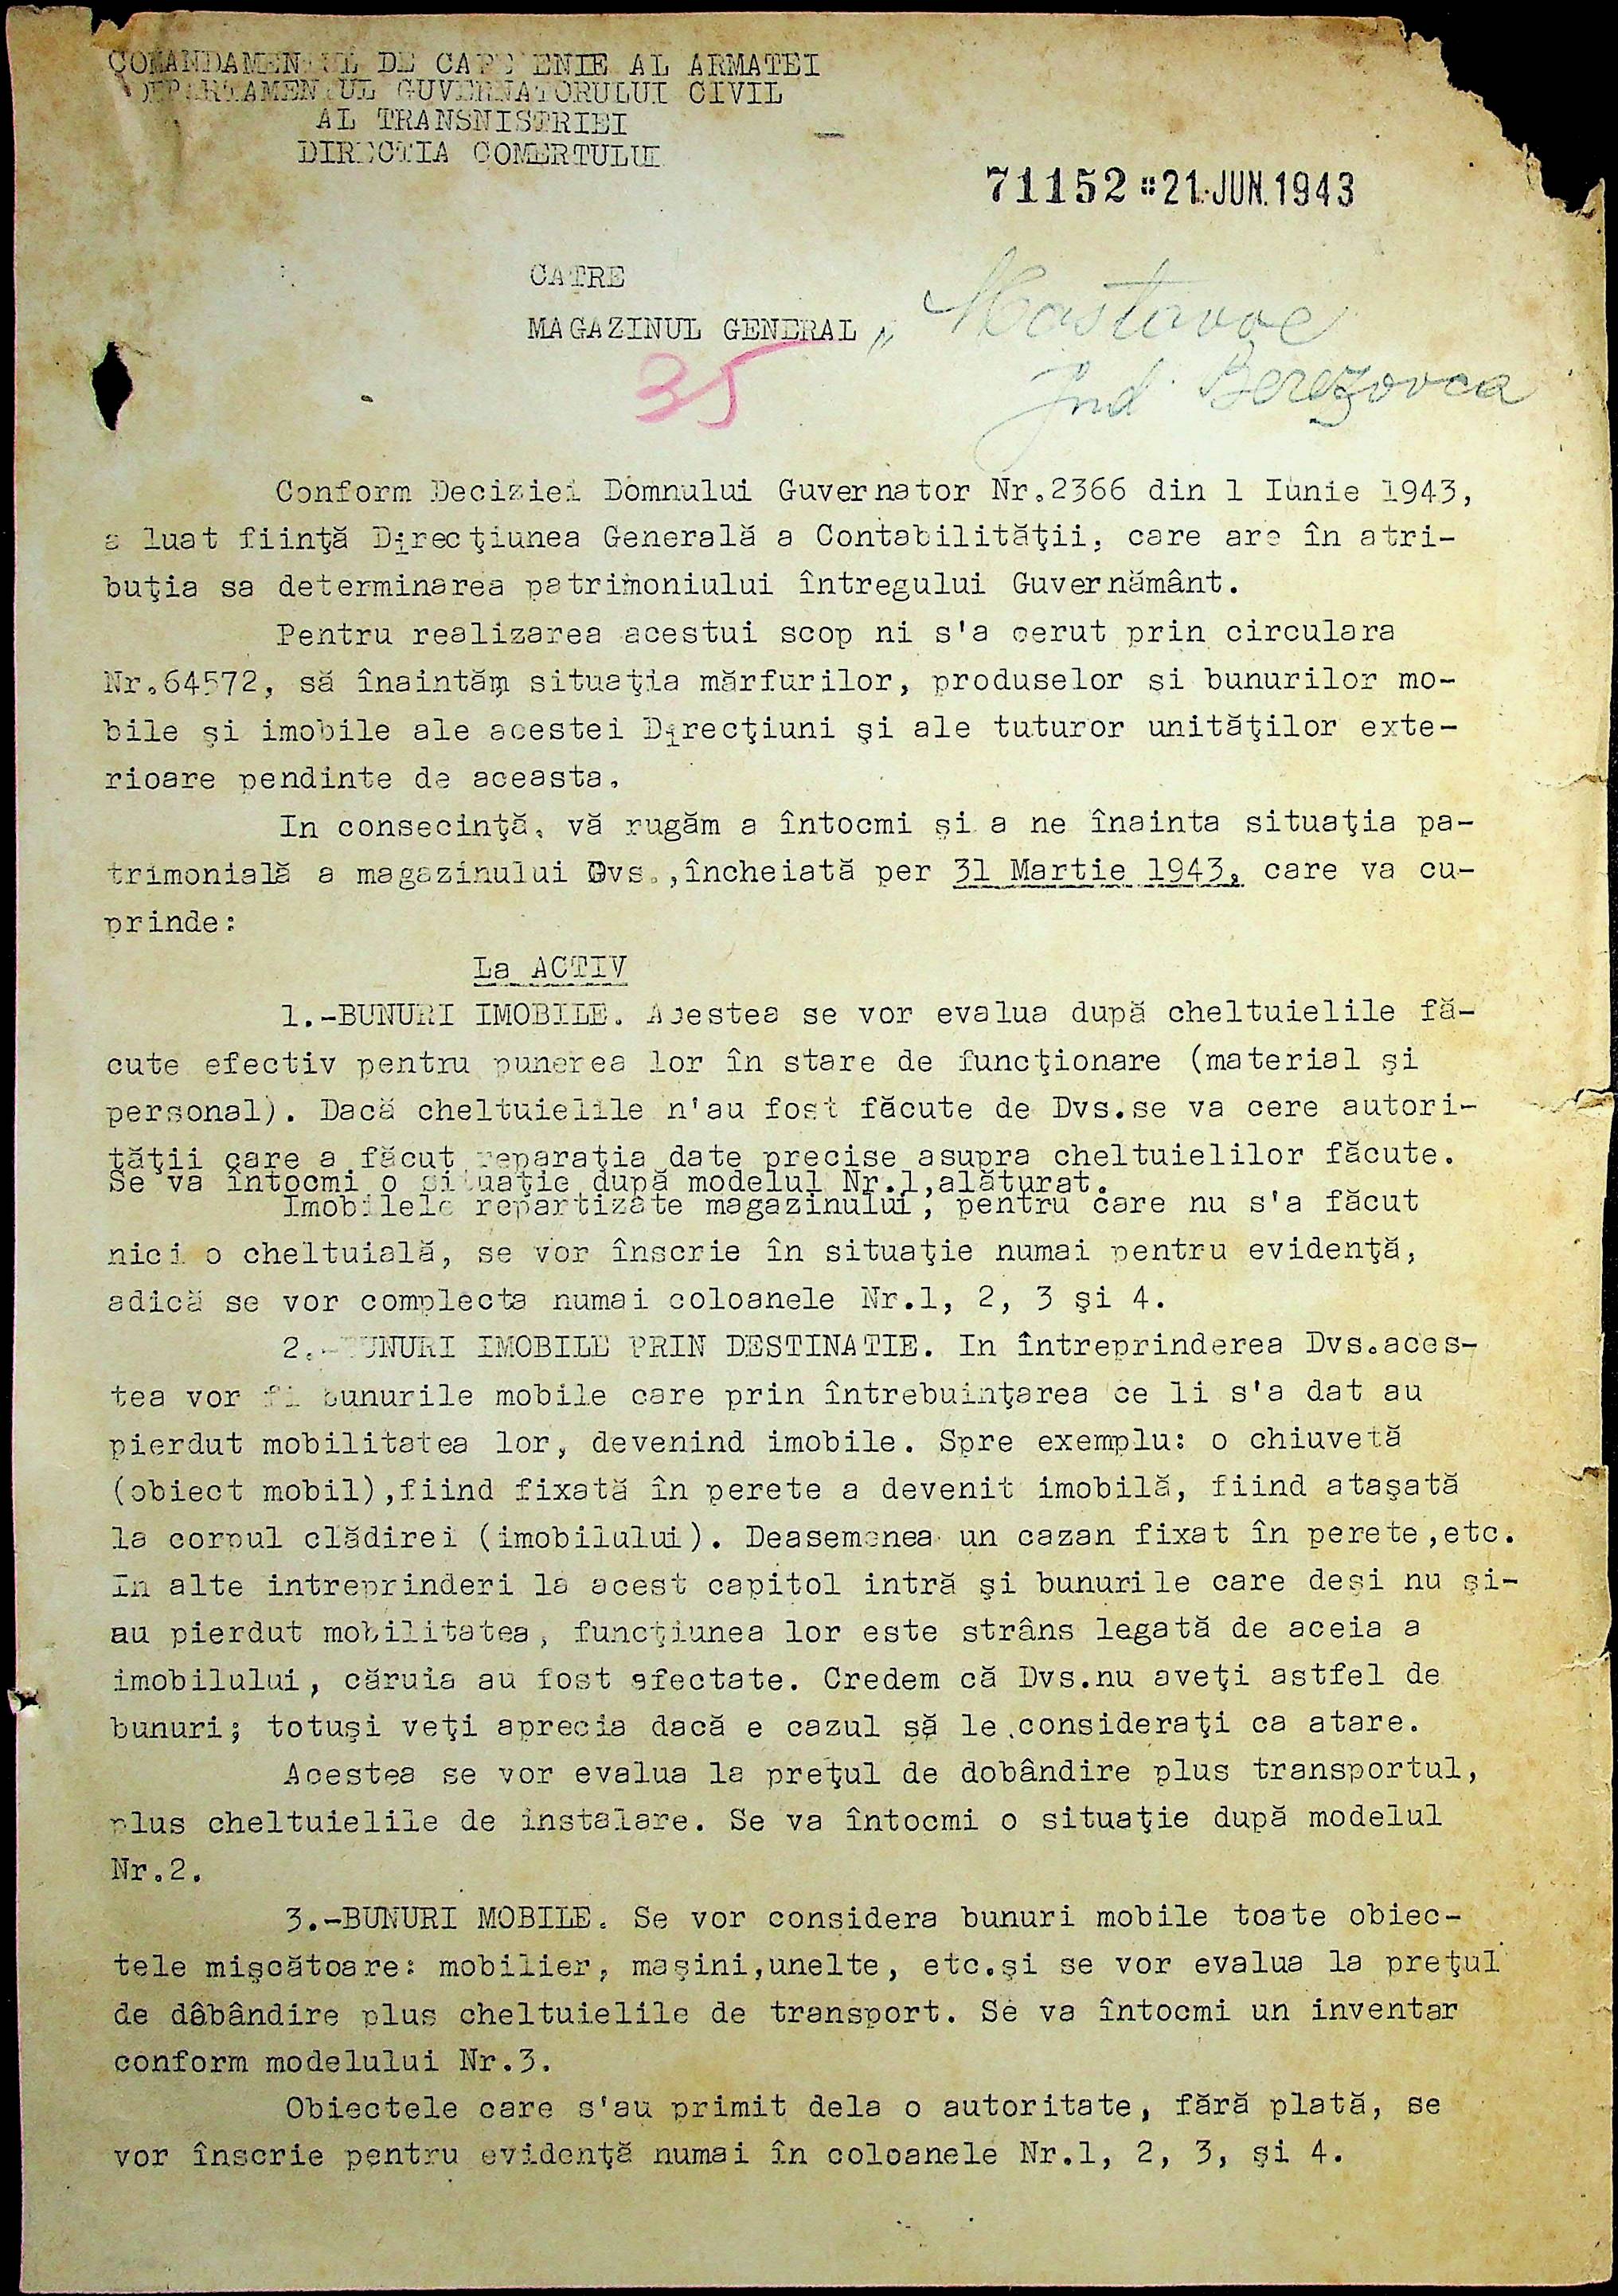 COMANDAMENTUL DE CAPETENIE AL ARMATEI
DEPARTAMENTUL GUVERNATORULUI CIVIL
AL TRANSNISTRIEI
DIRECTIA COMERTULUI
71152 * 21.JUN.1943
CATRE
MAGAZINUL GENERAL „ Mostovoe
35
Jud. Berezovca
Conform Deciziei Domnului Guvernator Nr.2366 din 1 Iunie 1943,
a luat fiinţă Direcţiunea Generală a Contabilităţii, care are în atri-
buţia sa determinarea patrimoniului întregului Guvernământ.
Pentru realizarea acestui scop ni s'a cerut prin circulara
Nr.64572, să înaintăm situaţia mărfurilor, produselor si bunurilor mo-
bile şi imobile ale acestei Direcţiuni şi ale tuturor unităţilor exte-
rioare pendinte de aceasta.
In consecinţă, vă rugăm a întocmi şi a ne înainta situaţia pa-
trimonială a magazinului Dvs.,încheiată per 31 Martie 1943, care va cu-
prinde:
La ACTIV
1.-BUNURI IMOBILE. Acestea se vor evalua după cheltuielile fă-
cute efectiv pentru punerea lor în stare de funcţionare (material şi
personal). Dacă cheltuielile n'au fost făcute de Dvs.se va cere autori-
tăţii care a făcut reparaţia date precise asupra cheltuielilor făcute.
Se va întocmi o situaţie după modelul Nr.1,alăturat.
Imobilele repartizate magazinului, pentru care nu s'a făcut
nici o cheltuială, se vor înscrie în situaţie numai pentru evidenţă,
adică se vor complecta numai coloanele Nr.1, 2, 3 şi 4.
2.-BUNURI IMOBILE PRIN DESTINATIE. In întreprinderea Dvs.aces-
tea vor fi bunurile mobile care prin întrebuinţarea ce li s'a dat au
pierdut mobilitatea lor, devenind imobile. Spre exemplu: o chiuvetă
(obiect mobil),fiind fixată în perete a devenit imobilă, fiind ataşată
la corpul clădirei (imobilului). Deasemenea un cazan fixat în perete,etc.
In alte intreprinderi la acest capitol intră şi bunurile care deşi nu şi-
au pierdut mobilitatea, funcţiunea lor este strâns legată de aceia a
imobilului, căruia au fost afectate. Credem că Dvs.nu aveţi astfel de
bunuri; totuşi veţi aprecia dacă e cazul să le consideraţi ca atare.
Acestea se vor evalua la preţul de dobândire plus transportul,
plus cheltuielile de instalare. Se va întocmi o situaţie după modelul
Nr.2.
3.-BUNURI MOBILE. Se vor considera bunuri mobile toate obiec-
tele mişcătoare: mobilier, maşini,unelte, etc.şi se vor evalua la preţul
de dâbândire plus cheltuielile de transport. Se va întocmi un inventar
conform modelului Nr.3.
Obiectele care s'au primit dela o autoritate, fără plată, se
vor înscrie pentru evidenţă numai în coloanele Nr.1, 2, 3, şi 4.